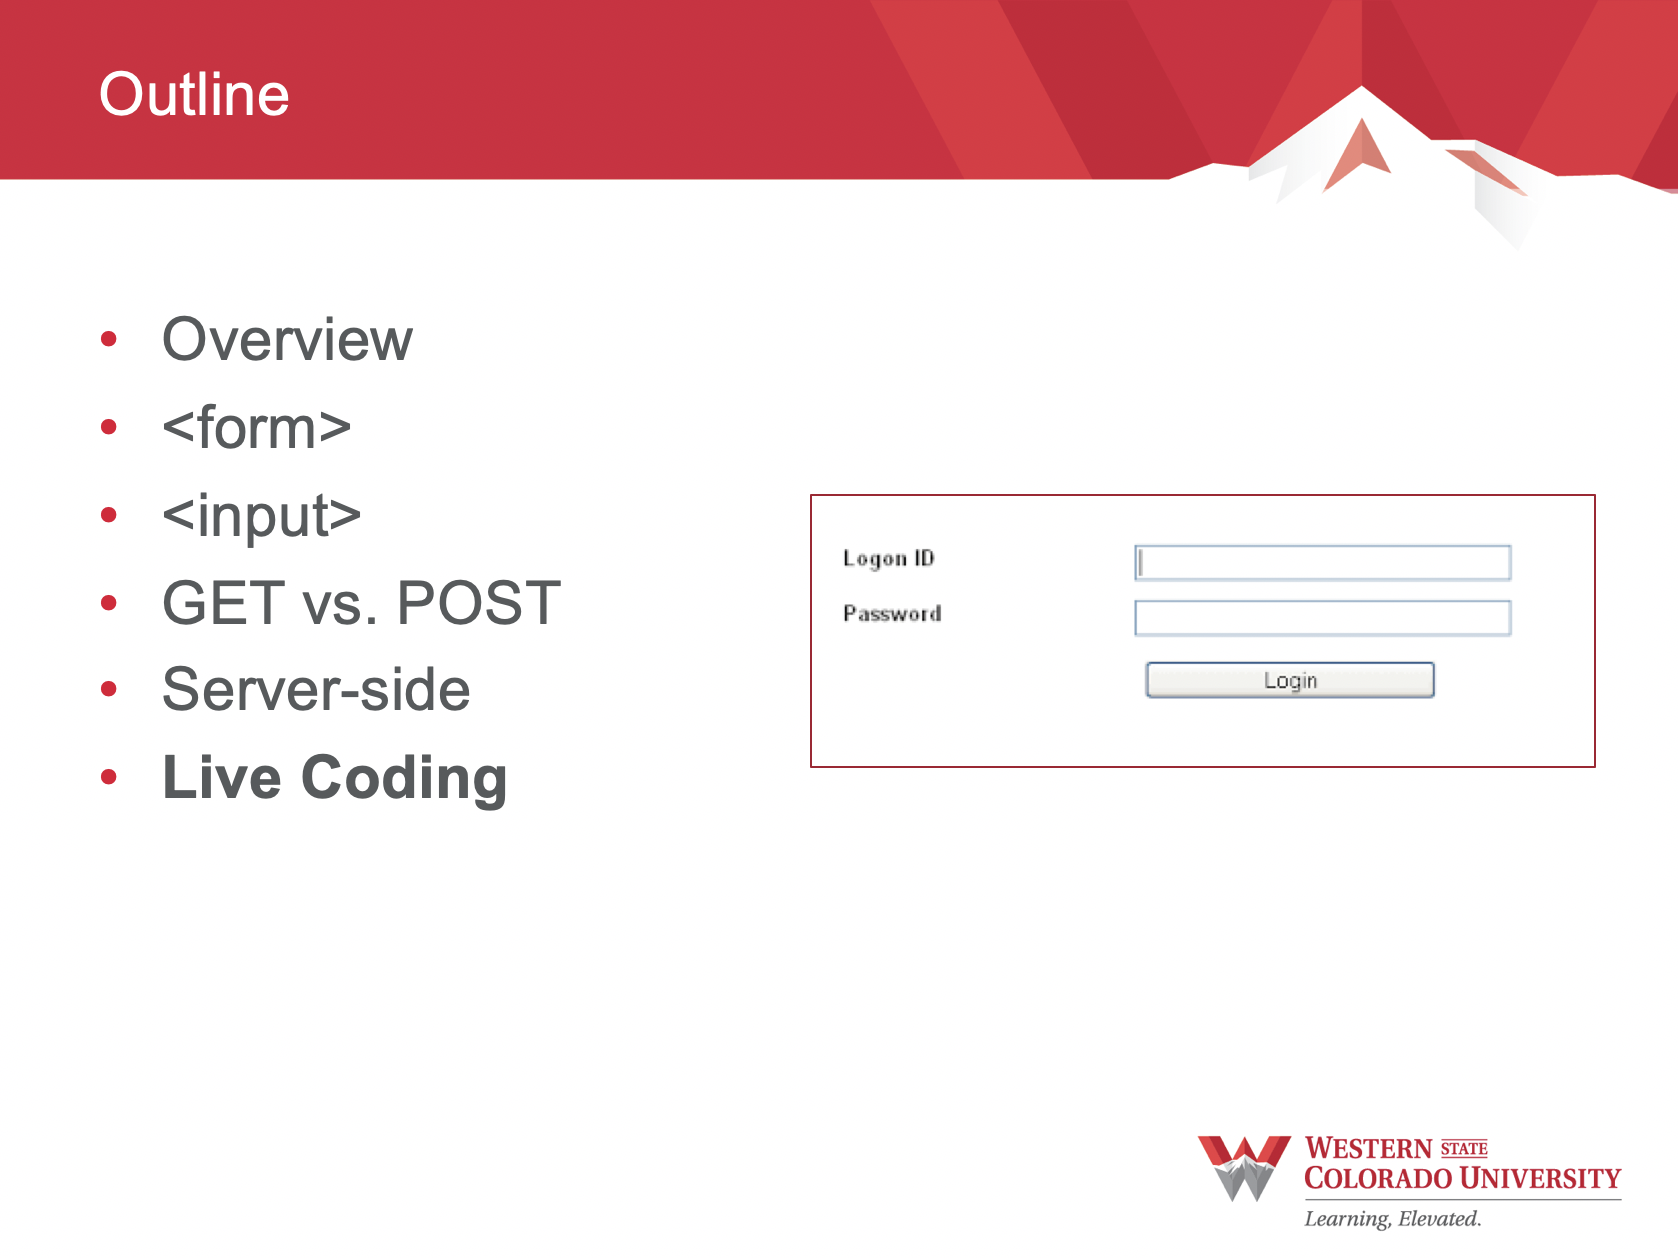 Outline
• Overview
• <form>
• <input>
• GET vs. POST
• Server-side
• Live Coding
Logon ID
Password
Login
WESTERN STATE
COLORADO UNIVERSITY
Learning, Elevated.